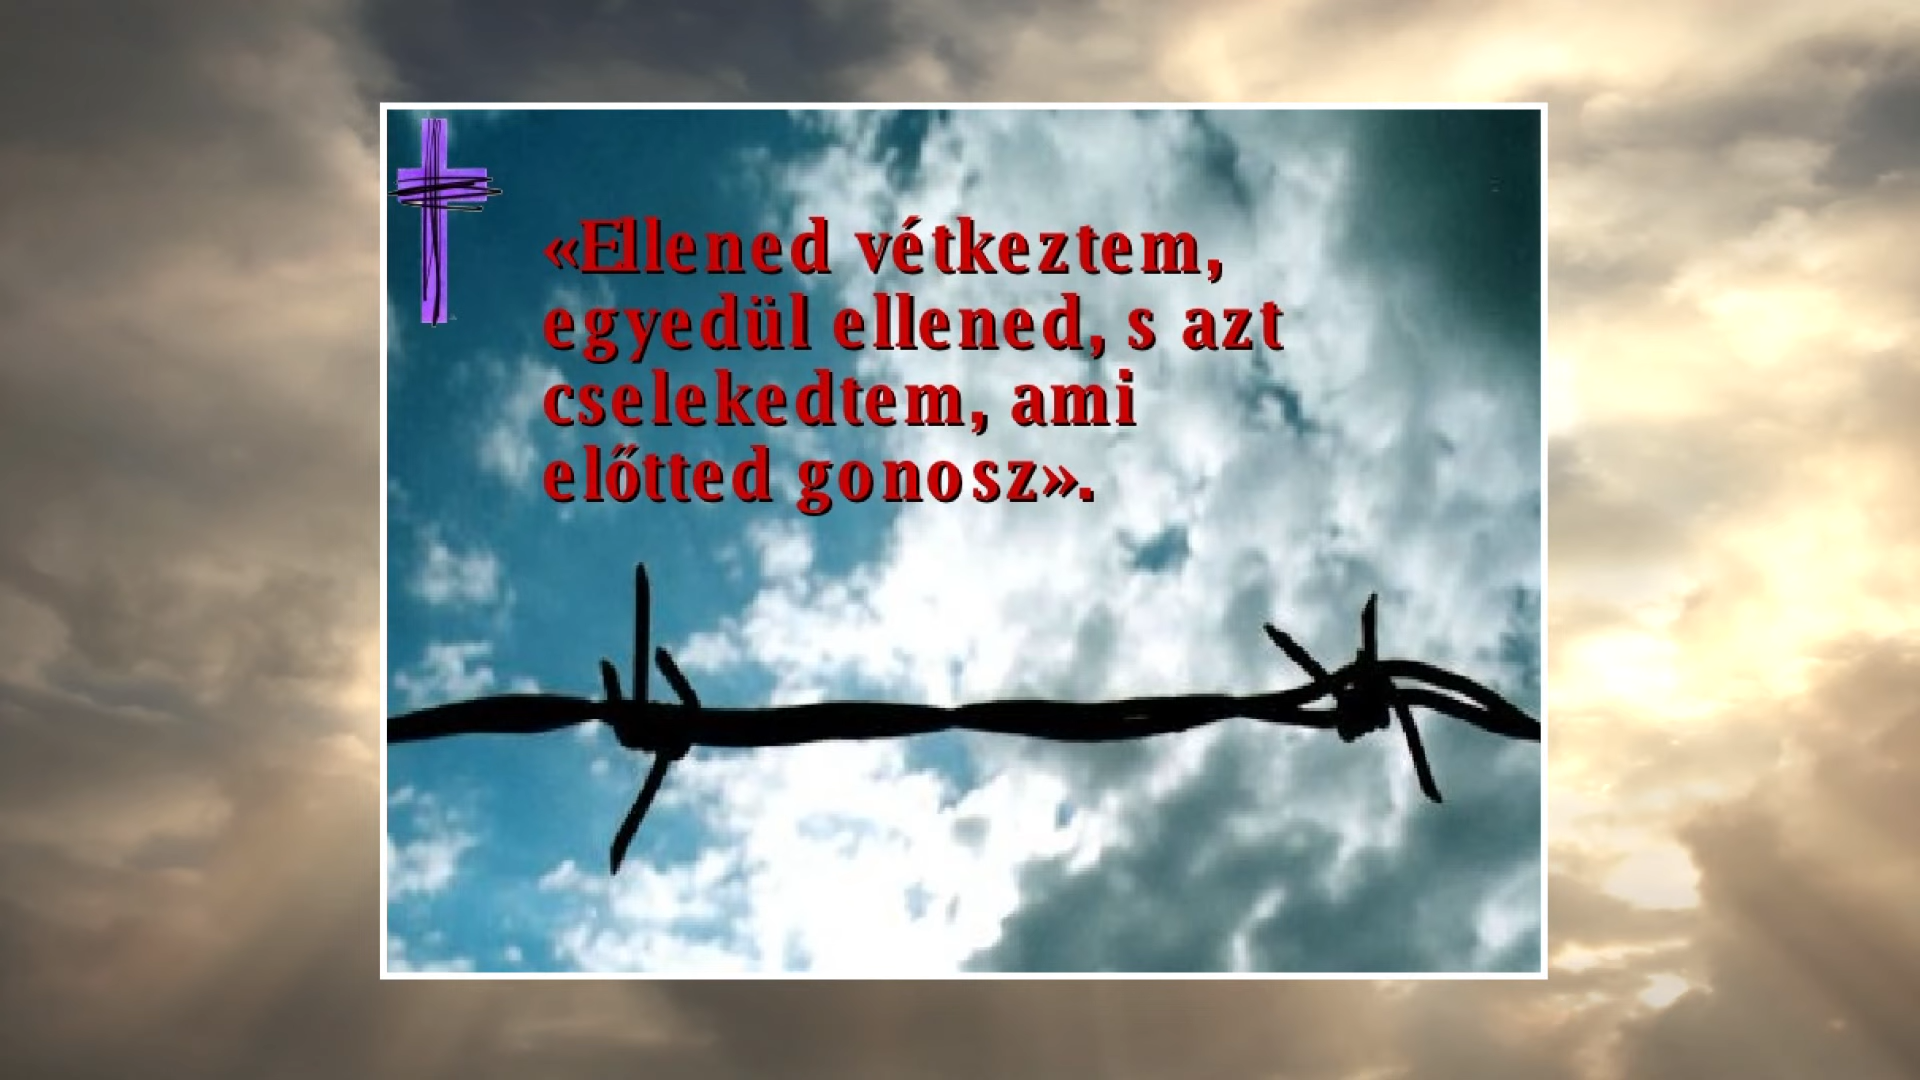 «Ellened vétkeztem,
egyedül ellened, s azt
cselekedtem, ami
előtted gonosz».